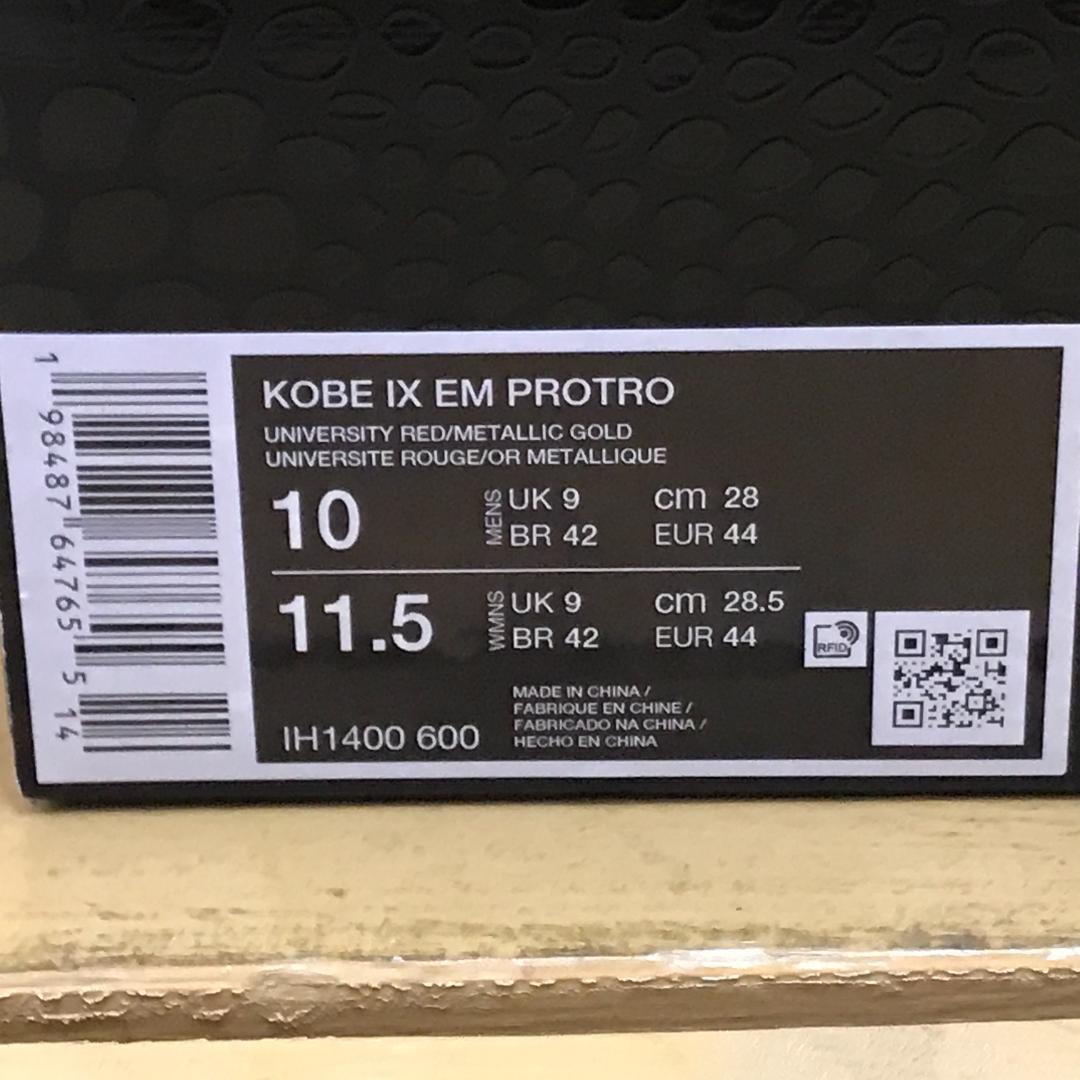 1 98487 64765 5 14
KOBE IX EM PROTRO
UNIVERSITY RED/METALLIC GOLD
UNIVERSITE ROUGE/OR METALLIQUE
10 MENS UK 9 cm 28
BR 42 EUR 44
11.5 WMNS UK 9 cm 28.5
BR 42 EUR 44
RFID
IH1400 600
MADE IN CHINA /
FABRIQUE EN CHINE /
FABRICADO NA CHINA /
HECHO EN CHINA